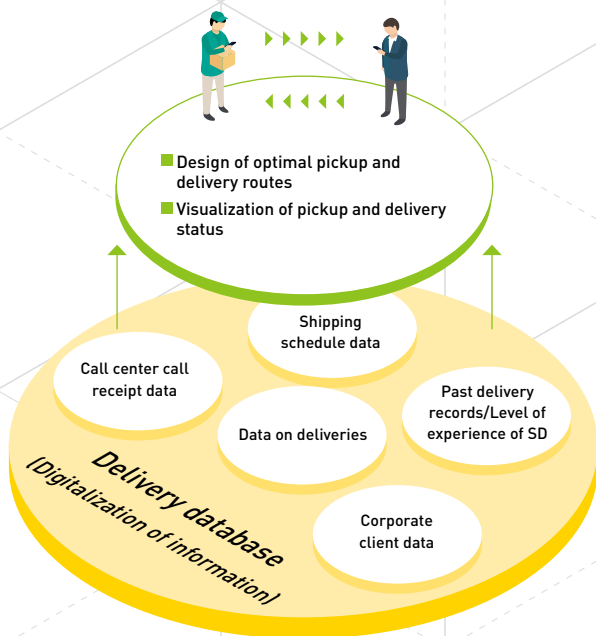 Design of optimal pickup and
delivery routes
Visualization of pickup and delivery
status
Shipping
schedule data
Call center call
receipt data
Past delivery
records/Level of
experience of SD
Data on deliveries
Corporate
client data
Delivery database
(Digitalization of information)